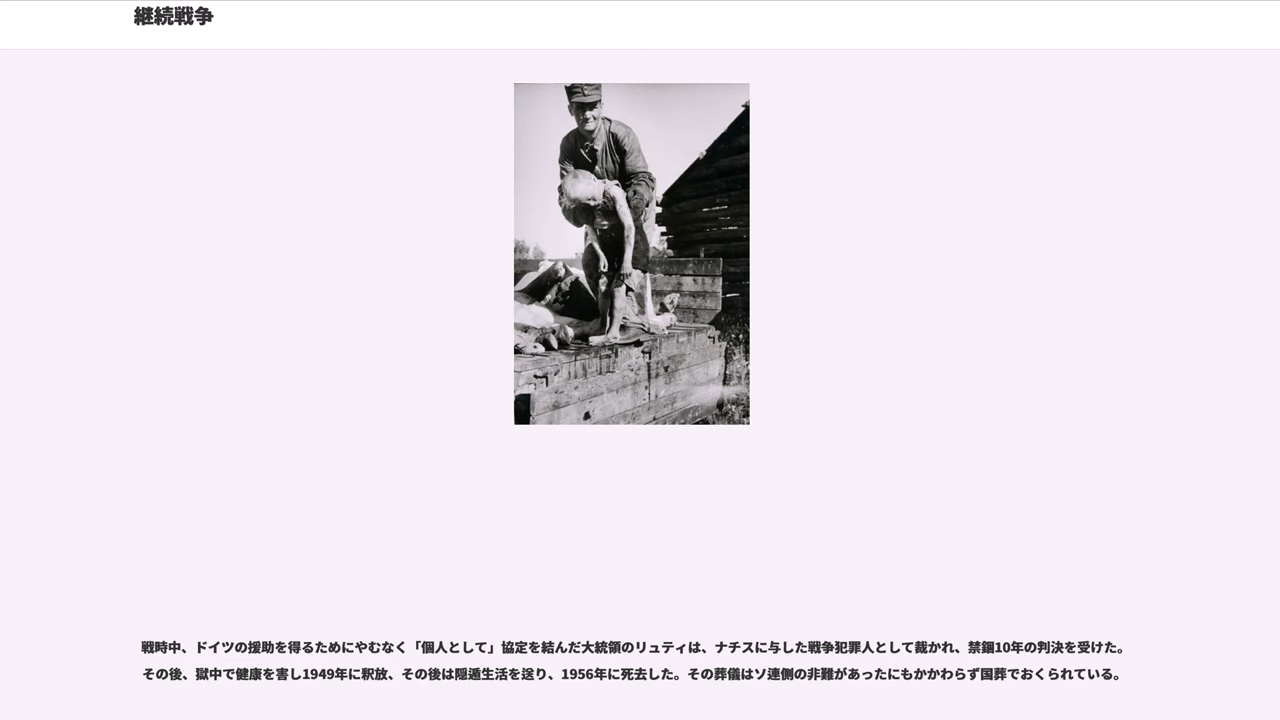 継続戦争
戦時中、ドイツの援助を得るためにやむなく「個人として」協定を結んだ大統領のリュティは、ナチスに与した戦争犯罪人として裁かれ、禁錮10年の判決を受けた。
その後、獄中で健康を害し1949年に釈放、その後は隠遁生活を送り、1956年に死去した。その葬儀はソ連側の非難があったにもかかわらず国葬でおくられている。